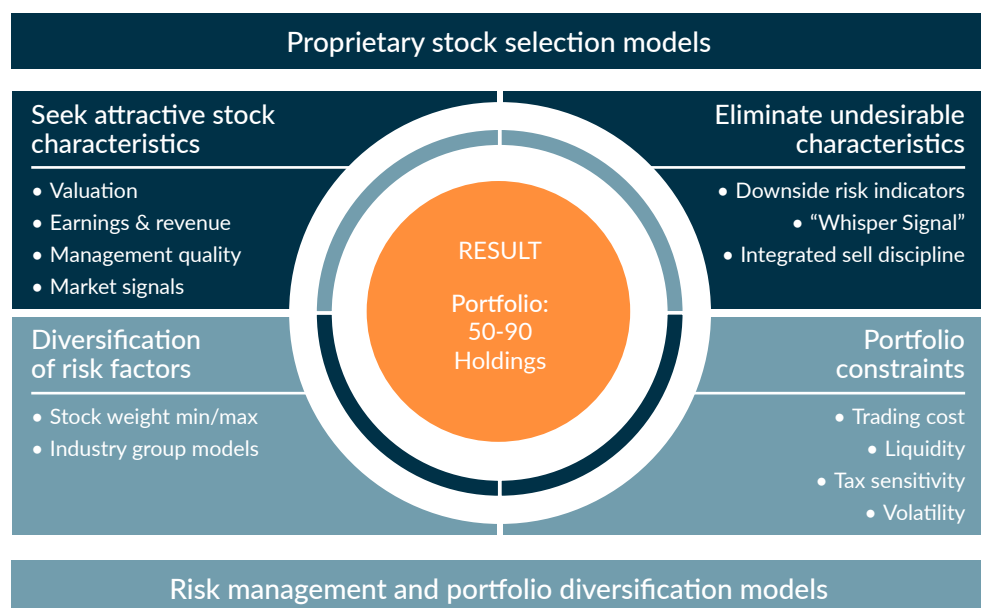 Proprietary stock selection models
Seek attractive stock
characteristics
• Valuation
• Earnings & revenue
• Management quality
• Market signals
Eliminate undesirable
characteristics
• Downside risk indicators
• “Whisper Signal”
• Integrated sell discipline
RESULT
Portfolio:
50-90
Holdings
Diversification
of risk factors
• Stock weight min/max
• Industry group models
Portfolio
constraints
• Trading cost
• Liquidity
• Tax sensitivity
• Volatility
Risk management and portfolio diversification models